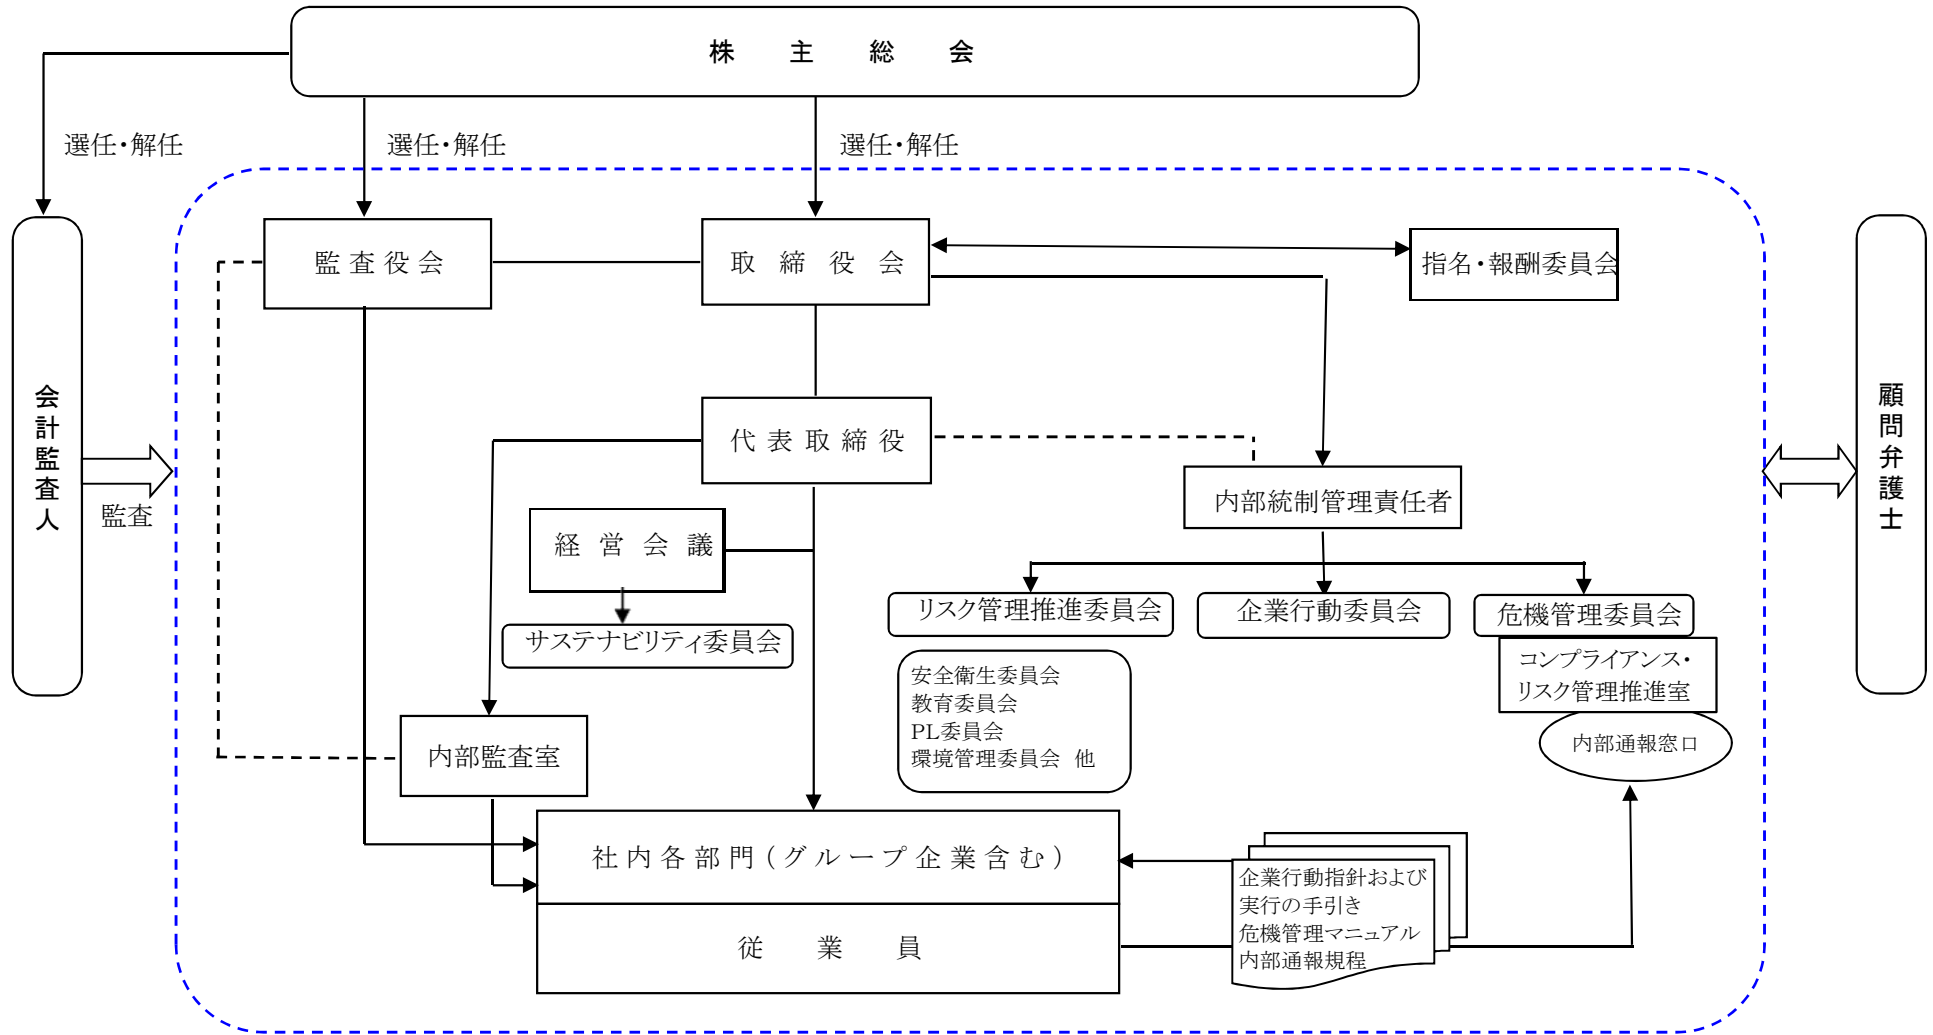 株主総会
選任・解任
選任・解任
選任・解任
監査役会
取締役会
指名・報酬委員会
会計監査人
監査
顧問弁護士
代表取締役
内部統制管理責任者
経営会議
サステナビリティ委員会
リスク管理推進委員会
企業行動委員会
危機管理委員会
コンプライアンス・
リスク管理推進室
内部通報窓口
安全衛生委員会
教育委員会
PL委員会
環境管理委員会 他
内部監査室
社内各部門(グループ企業含む)
従業員
企業行動指針および
実行の手引き
危機管理マニュアル
内部通報規程